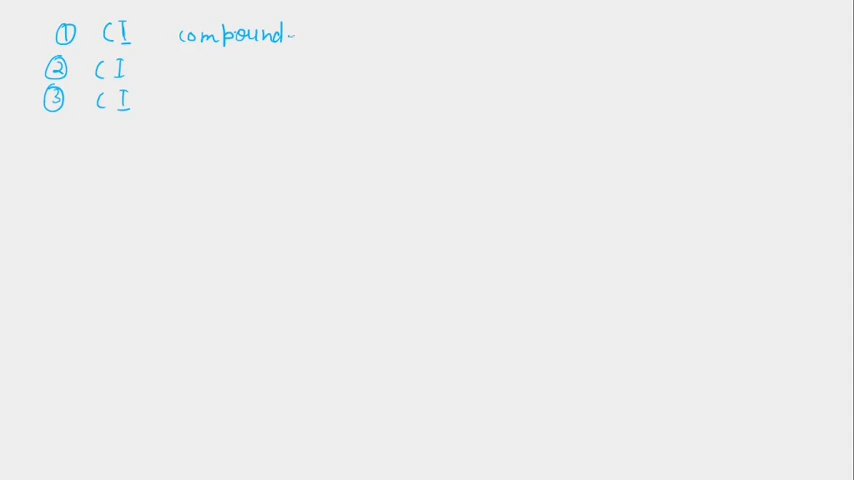 ① CI compound-
② CI
③ CI